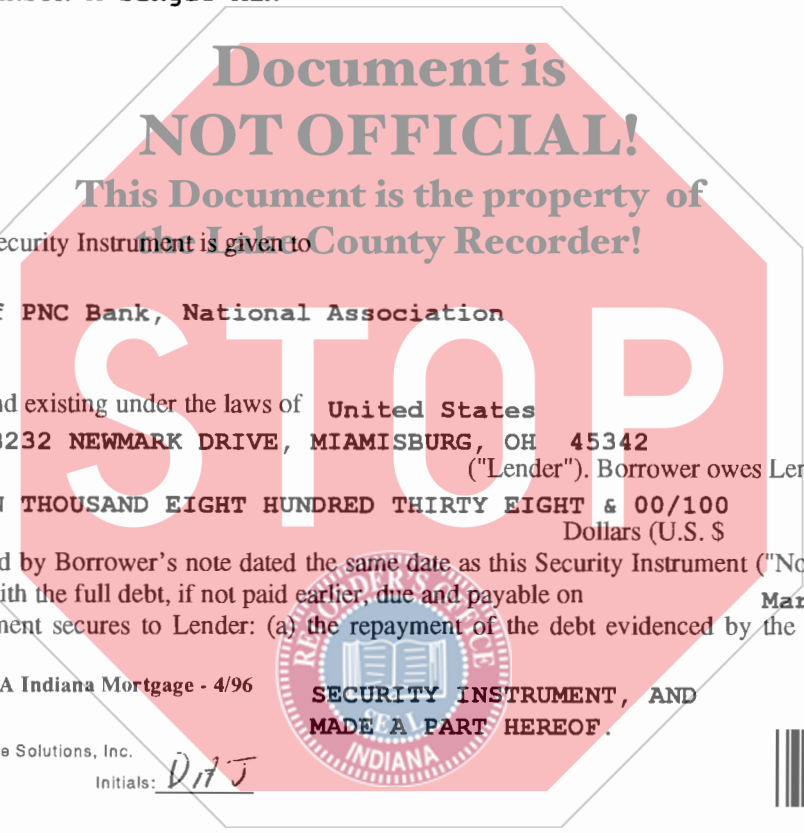 Document is
NOT OFFICIAL!
This Document is the property of
the Lake County Recorder!
ecurity Instrument is given to
PNC Bank, National Association
d existing under the laws of United States
3232 NEWMARK DRIVE, MIAMISBURG, OH 45342
("Lender"). Borrower owes Len
N THOUSAND EIGHT HUNDRED THIRTY EIGHT & 00/100
Dollars (U.S. $
d by Borrower's note dated the same date as this Security Instrument ("No
ith the full debt, if not paid earlier, due and payable on Mar
ment secures to Lender: (a) the repayment of the debt evidenced by the
STOP
A Indiana Mortgage - 4/96
SECURITY INSTRUMENT, AND
MADE A PART HEREOF.
RECORDER'S OFFICE
SEAL
INDIANA
e Solutions, Inc.
Initials: DAJ